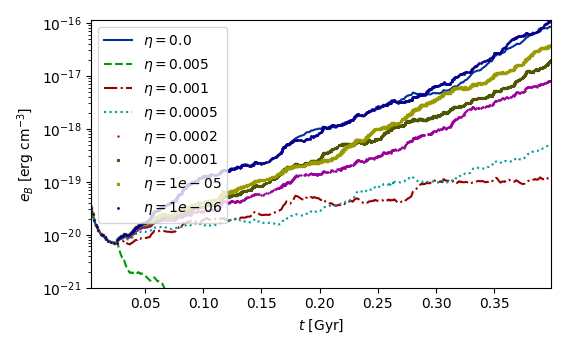 10⁻¹⁶
10⁻¹⁷
10⁻¹⁸
10⁻¹⁹
10⁻²⁰
10⁻²¹
e_B [erg cm⁻³]
η = 0.0
η = 0.005
η = 0.001
η = 0.0005
η = 0.0002
η = 0.0001
η = 1e − 05
η = 1e − 06
0.05 0.10 0.15 0.20 0.25 0.30 0.35
t [Gyr]